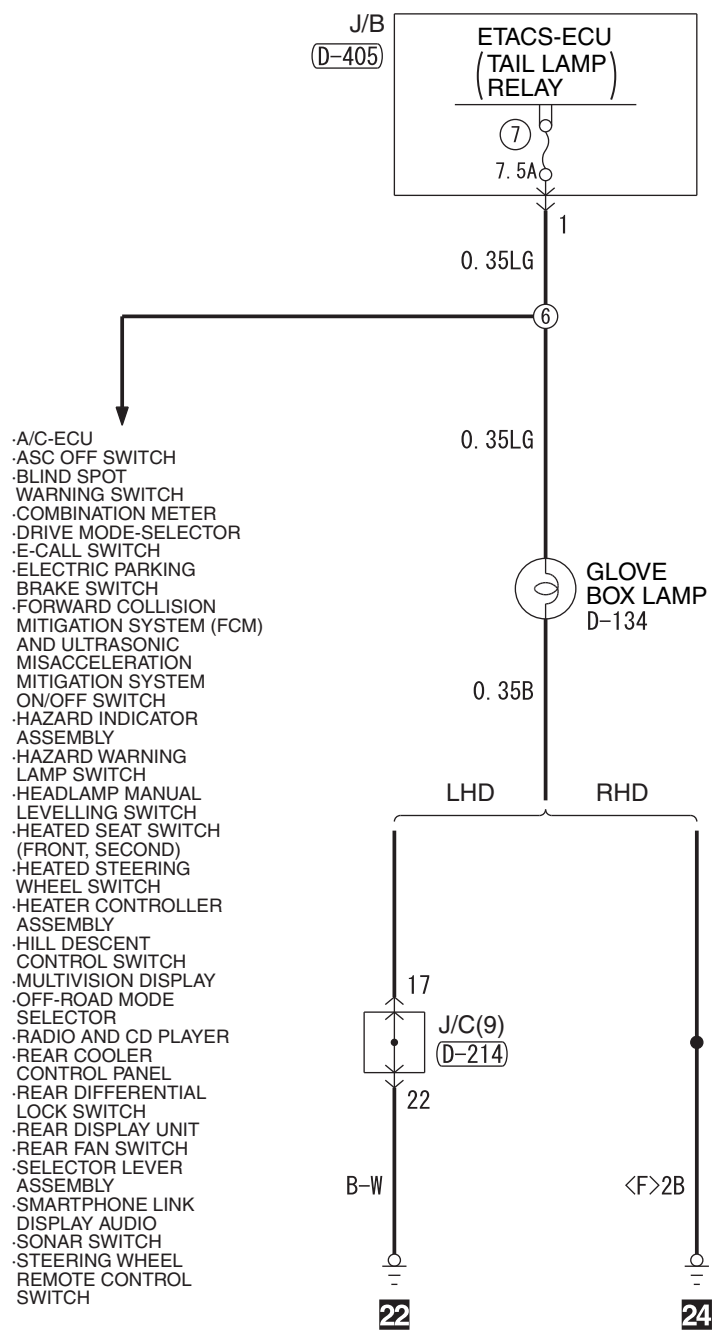 J/B
(D-405)
ETACS-ECU
(TAIL LAMP
RELAY)
7
7.5A
1
0.35LG
6
·A/C-ECU
·ASC OFF SWITCH
·BLIND SPOT
WARNING SWITCH
·COMBINATION METER
·DRIVE MODE-SELECTOR
·E-CALL SWITCH
·ELECTRIC PARKING
BRAKE SWITCH
·FORWARD COLLISION
MITIGATION SYSTEM (FCM)
AND ULTRASONIC
MISACCELERATION
MITIGATION SYSTEM
ON/OFF SWITCH
·HAZARD INDICATOR
ASSEMBLY
·HAZARD WARNING
LAMP SWITCH
·HEADLAMP MANUAL
LEVELLING SWITCH
·HEATED SEAT SWITCH
(FRONT, SECOND)
·HEATED STEERING
WHEEL SWITCH
·HEATER CONTROLLER
ASSEMBLY
·HILL DESCENT
CONTROL SWITCH
·MULTIVISION DISPLAY
·OFF-ROAD MODE
SELECTOR
·RADIO AND CD PLAYER
·REAR COOLER
CONTROL PANEL
·REAR DIFFERENTIAL
LOCK SWITCH
·REAR DISPLAY UNIT
·REAR FAN SWITCH
·SELECTOR LEVER
ASSEMBLY
·SMARTPHONE LINK
DISPLAY AUDIO
·SONAR SWITCH
·STEERING WHEEL
REMOTE CONTROL
SWITCH
0.35LG
GLOVE
BOX LAMP
D-134
0.35B
LHD
RHD
17
J/C(9)
(D-214)
22
B-W
<F>2B
22
24